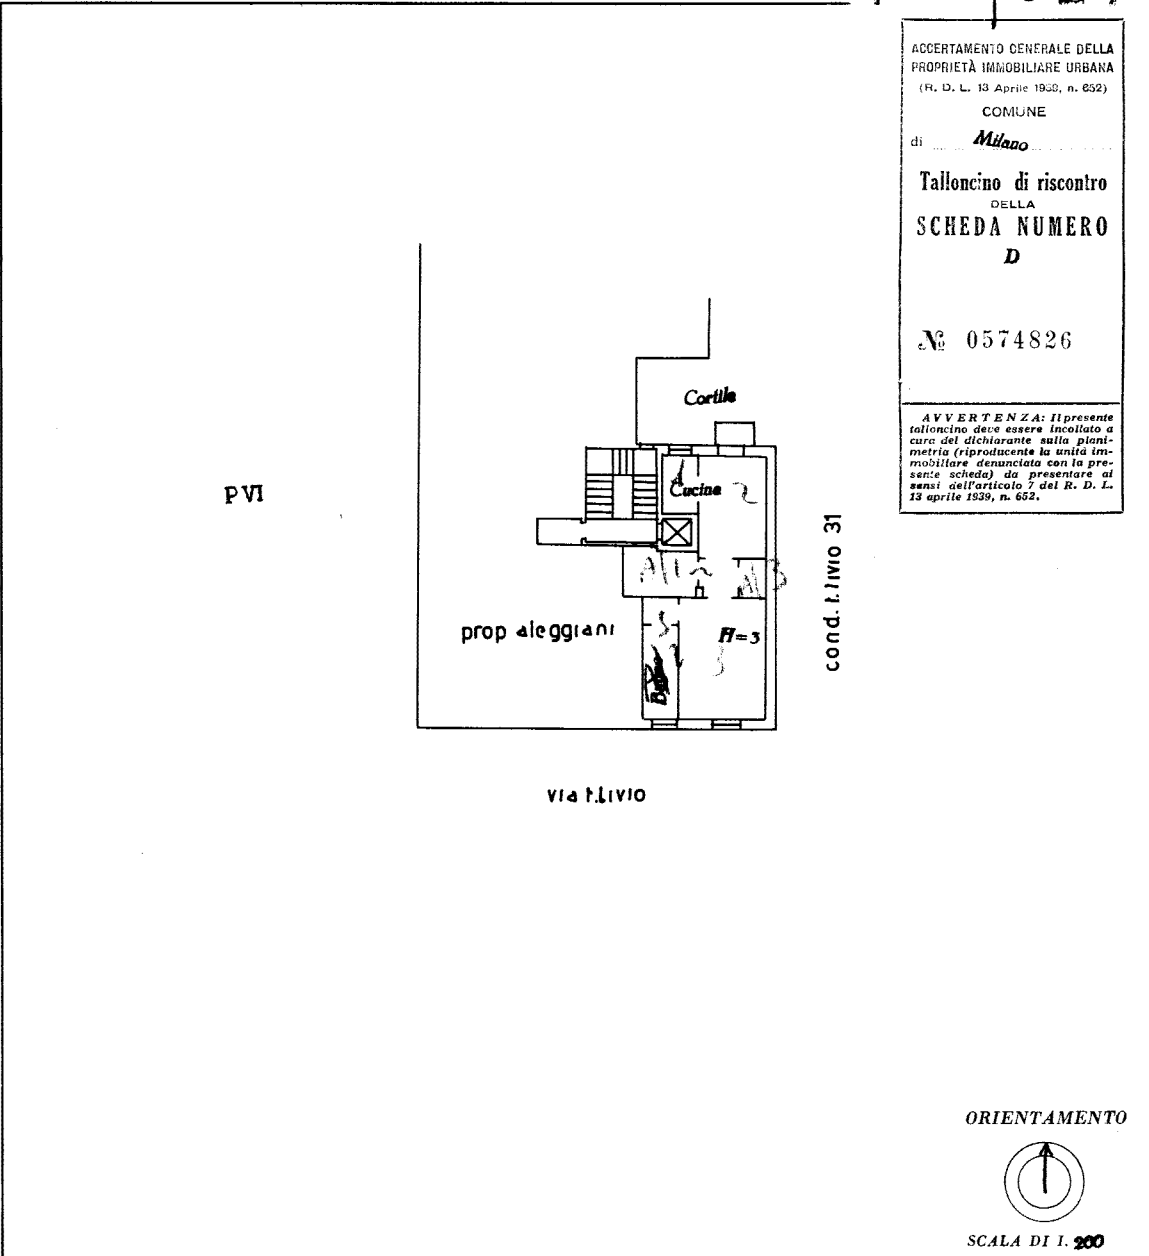 ACCERTAMENTO GENERALE DELLA
PROPRIETÀ IMMOBILIARE URBANA
(R. D. L. 13 Aprile 1939, n. 652)
COMUNE
di Milano
Talloncino di riscontro
DELLA
SCHEDA NUMERO
D
№ 0574826
AVVERTENZA: Il presente
talloncino deve essere incollato a
cura del dichiarante sulla plani-
metria (riproducente la unità im-
mobiliare denunciata con la pre-
sente scheda) da presentare ai
sensi dell'articolo 7 del R. D. L.
13 aprile 1939, n. 652.
Cortile
P VI
Cucina
cond. t. livio 31
prop aleggiani
H=3
Bagno
via t. Livio
ORIENTAMENTO
SCALA DI 1. 200